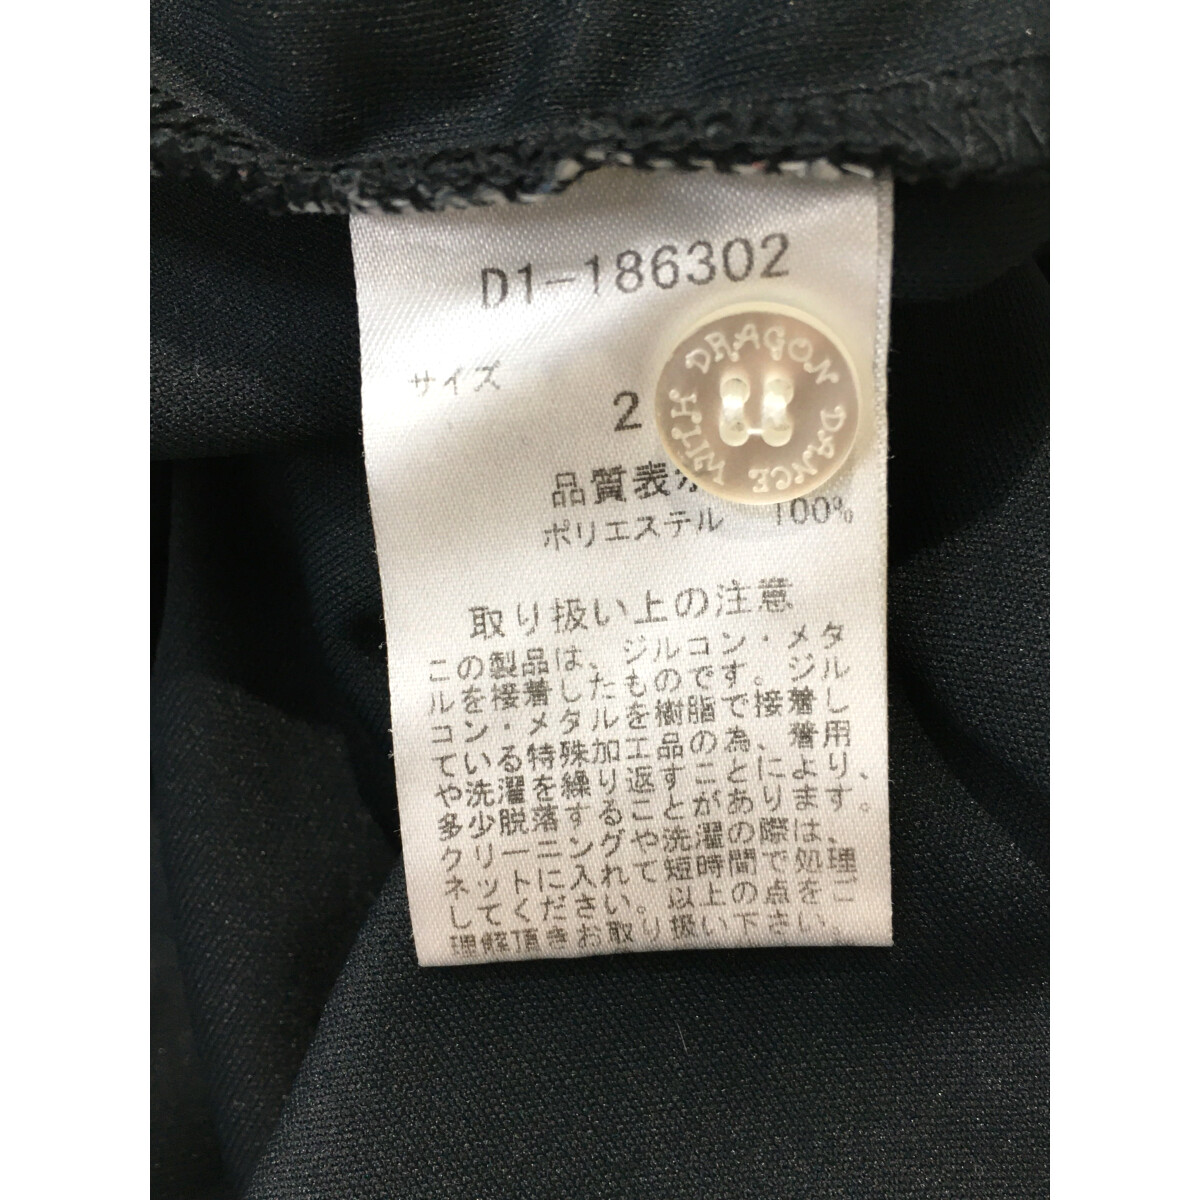 D1-186302
サイズ
2
DANCE WITH DRAGON
品質表示
ポリエステル 100%
取り扱い上の注意
この製品は、ジルコン・メタ
ルを接着したものです。ジル
コン・メタルを樹脂で接着し
ている特殊加工品の為、着用
や洗濯を繰り返すことにより、
多少脱落することがあります。
クリーニングや洗濯の際は、
ネットに入れて短時間で処理
してください。以上の点をご
理解頂きお取り扱い下さい。